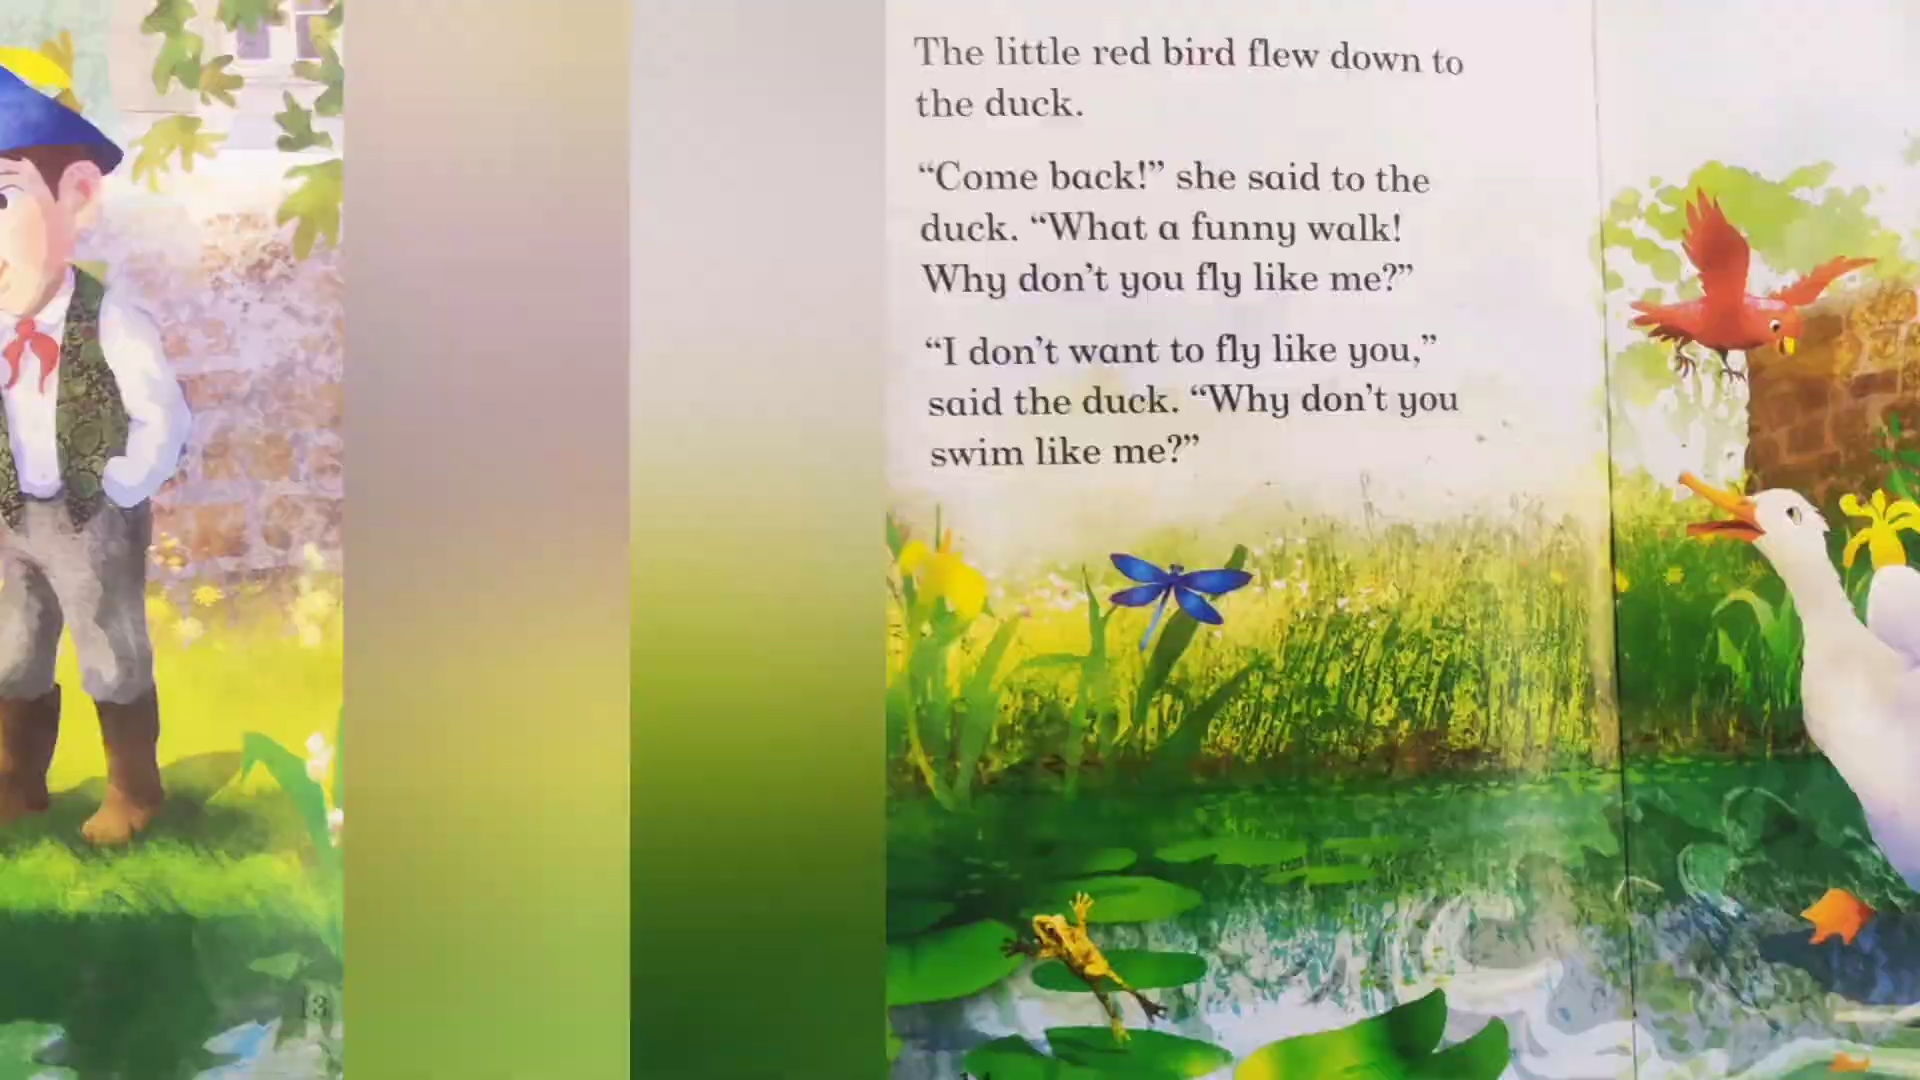 The little red bird flew down to
the duck.
“Come back!” she said to the
duck. “What a funny walk!
Why don’t you fly like me?”
“I don’t want to fly like you,”
said the duck. “Why don’t you
swim like me?”
13